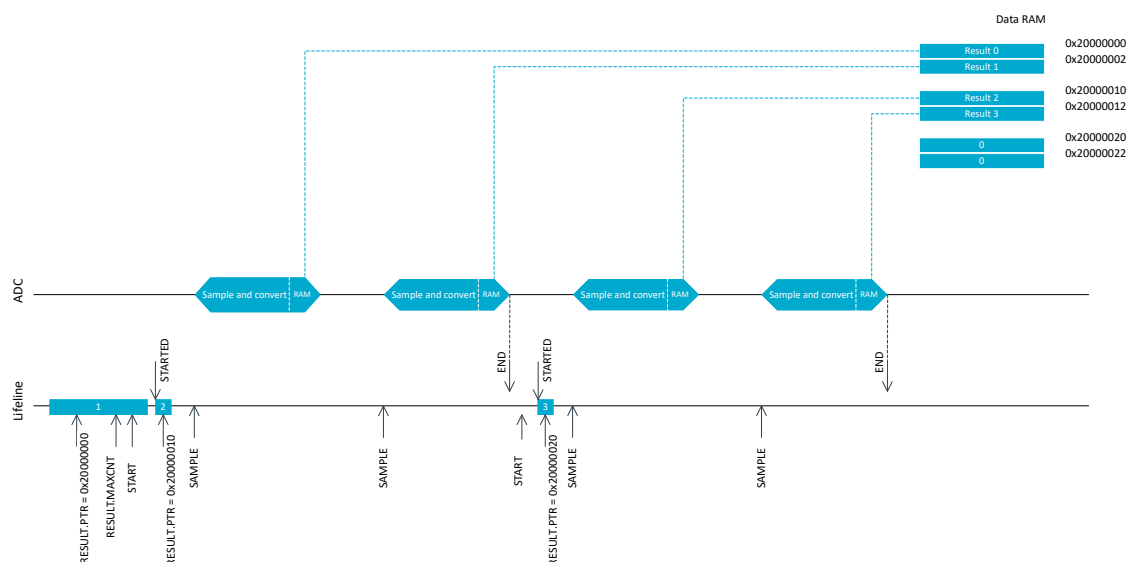 Data RAM
Result 0
0x20000000
Result 1
0x20000002
Result 2
0x20000010
Result 3
0x20000012
0
0x20000020
0
0x20000022
ADC
Sample and convert
RAM
Sample and convert
RAM
Sample and convert
RAM
Sample and convert
RAM
STARTED
END
STARTED
END
Lifeline
1
2
3
RESULT.PTR = 0x20000000
RESULT.MAXCNT
START
RESULT.PTR = 0x20000010
SAMPLE
SAMPLE
START
RESULT.PTR = 0x20000020
SAMPLE
SAMPLE